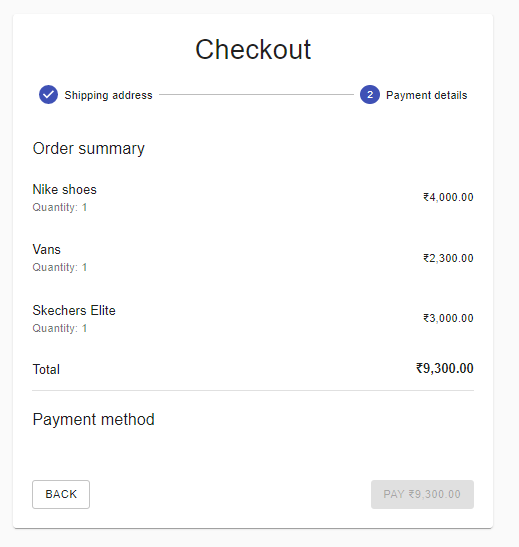 Checkout
Shipping address
2 Payment details
Order summary
Nike shoes
Quantity: 1
₹4,000.00
Vans
Quantity: 1
₹2,300.00
Skechers Elite
Quantity: 1
₹3,000.00
Total ₹9,300.00
Payment method
BACK PAY ₹9,300.00